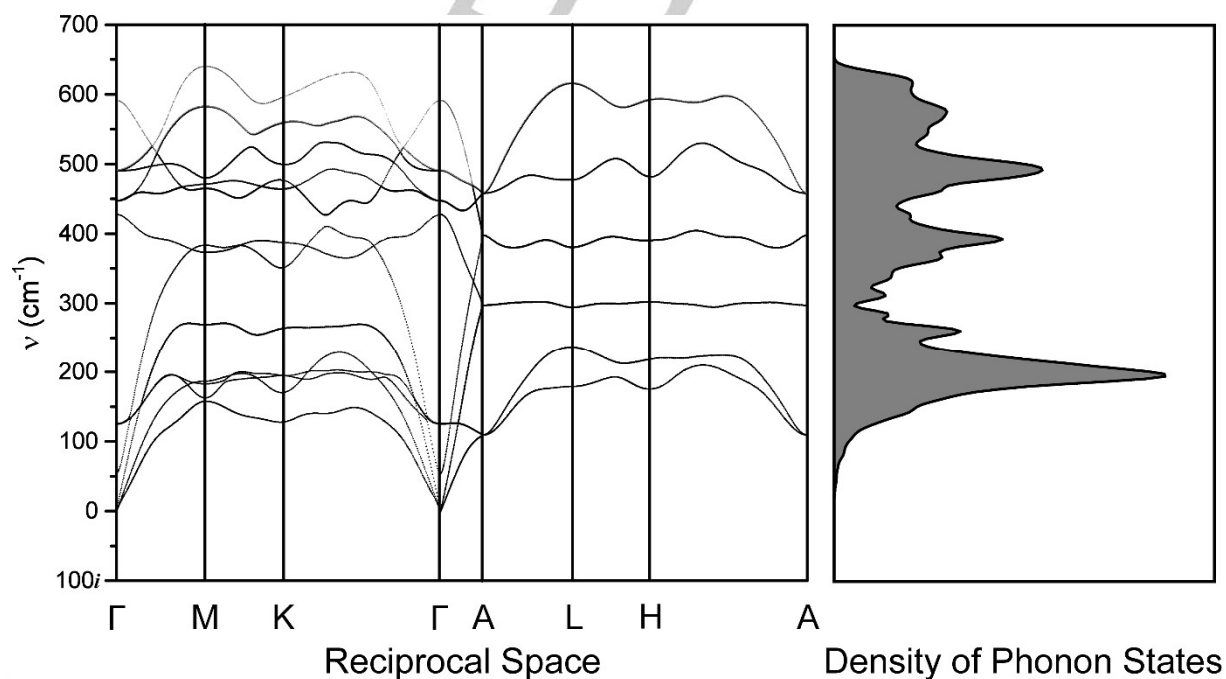 700
600
500
400
300
200
100
0
100i
ν (cm⁻¹)
Γ M K Γ A L H A
Reciprocal Space
Density of Phonon States